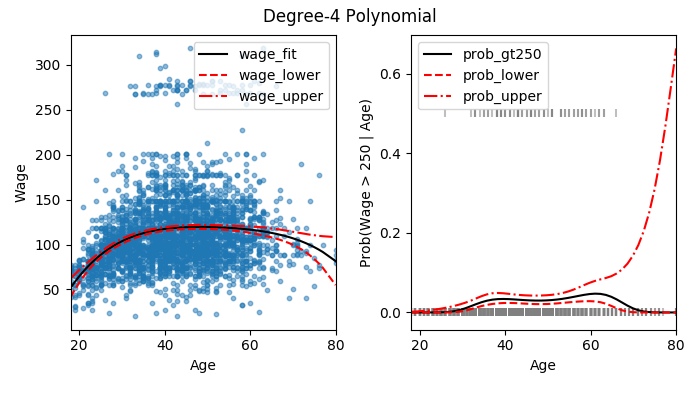 Degree-4 Polynomial
Wage
300
250
200
150
100
50
20
40
60
80
Age
wage_fit
wage_lower
wage_upper
Prob(Wage > 250 | Age)
0.6
0.4
0.2
0.0
20
40
60
80
Age
prob_gt250
prob_lower
prob_upper